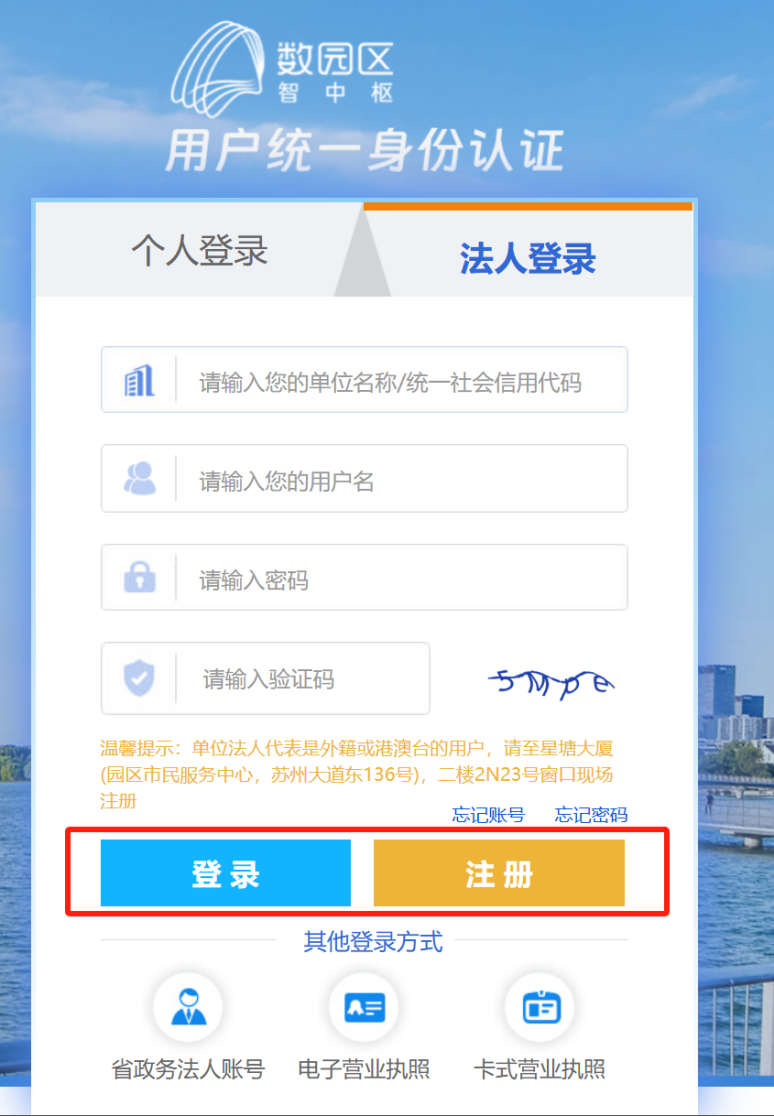 数园区
智中枢
用户统一身份认证
个人登录
法人登录
请输入您的单位名称/统一社会信用代码
请输入您的用户名
请输入密码
请输入验证码
5Mpe
温馨提示：单位法人代表是外籍或港澳台的用户，请至星塘大厦
(园区市民服务中心，苏州大道东136号)，二楼2N23号窗口现场
注册
忘记账号 忘记密码
登录 注册
其他登录方式
省政务法人账号 电子营业执照 卡式营业执照